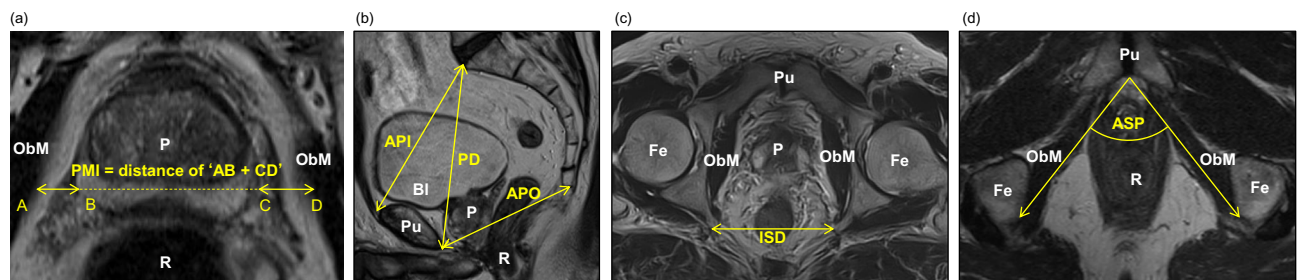 (a)
(b)
(c)
(d)
P
ObM
ObM
PMI = distance of 'AB + CD'
A
B
C
D
R
API
PD
APO
Bl
Pu
P
R
Pu
Fe
ObM
P
ObM
Fe
ISD
Pu
ASP
ObM
ObM
Fe
R
Fe